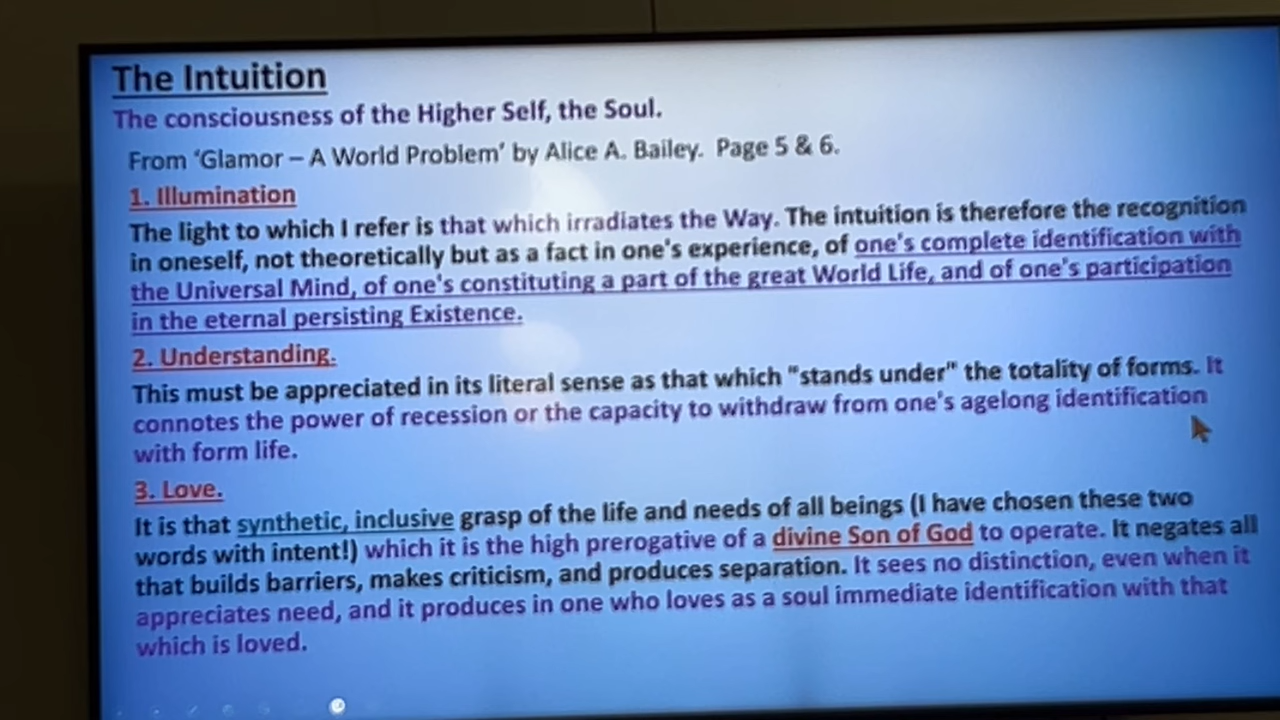 The Intuition
The consciousness of the Higher Self, the Soul.
From ‘Glamor – A World Problem’ by Alice A. Bailey.  Page 5 & 6.
1. Illumination
The light to which I refer is that which irradiates the Way. The intuition is therefore the recognition
in oneself, not theoretically but as a fact in one's experience, of one's complete identification with
the Universal Mind, of one's constituting a part of the great World Life, and of one's participation
in the eternal persisting Existence.
2. Understanding.
This must be appreciated in its literal sense as that which "stands under" the totality of forms. It
connotes the power of recession or the capacity to withdraw from one's agelong identification
with form life.
3. Love.
It is that synthetic, inclusive grasp of the life and needs of all beings (I have chosen these two
words with intent!) which it is the high prerogative of a divine Son of God to operate. It negates all
that builds barriers, makes criticism, and produces separation. It sees no distinction, even when it
appreciates need, and it produces in one who loves as a soul immediate identification with that
which is loved.